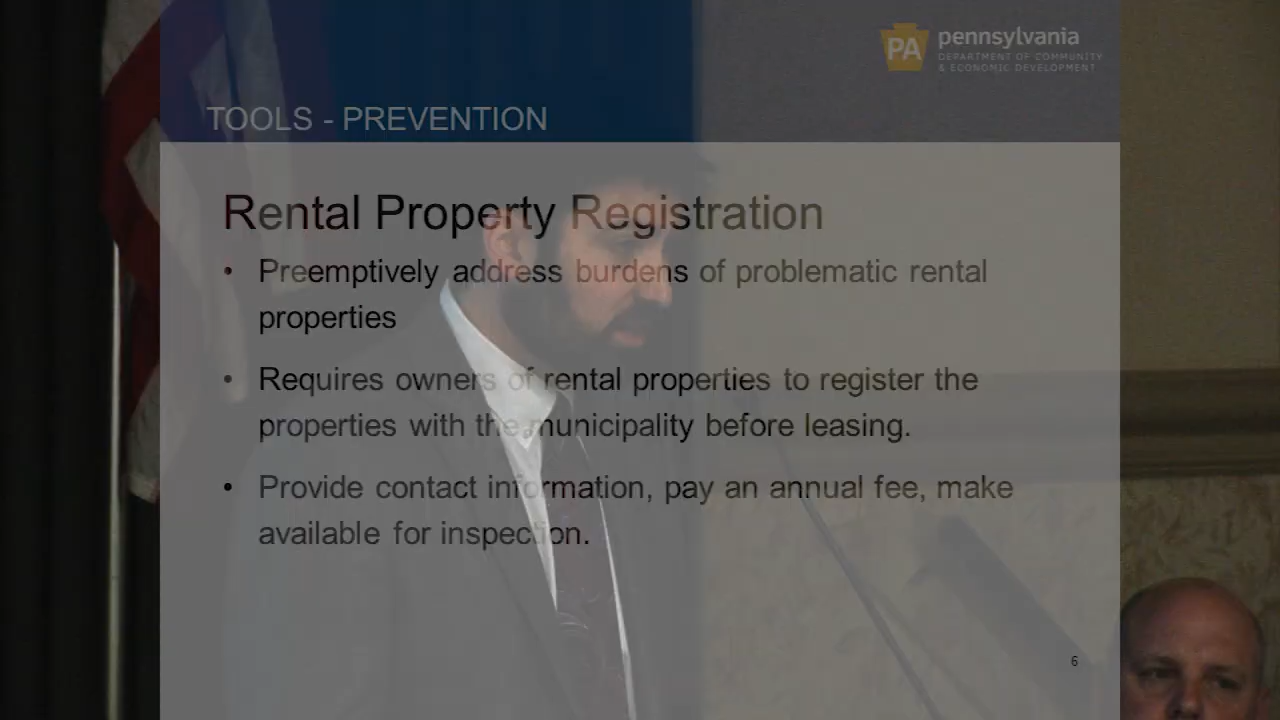 PA pennsylvania
DEPARTMENT OF COMMUNITY
& ECONOMIC DEVELOPMENT
TOOLS - PREVENTION
Rental Property Registration
• Preemptively address burdens of problematic rental
properties
• Requires owners of rental properties to register the
properties with the municipality before leasing.
• Provide contact information, pay an annual fee, make
available for inspection.
6